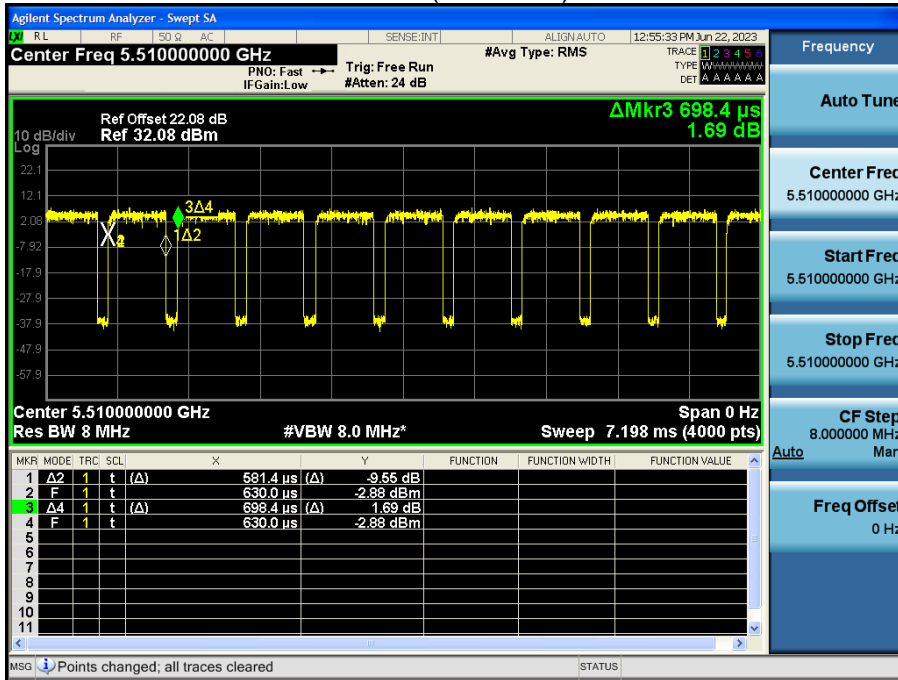 Agilent Spectrum Analyzer - Swept SA
LXI RL RF 50 Ω AC SENSE:INT ALIGN AUTO 12:55:33 PM Jun 22, 2023
Center Freq 5.510000000 GHz #Avg Type: RMS TRACE 1 2 3 4 5 6
PNO: Fast Trig: Free Run TYPE WWWWWW
IFGain:Low #Atten: 24 dB DET A A A A A A
ΔMkr3 698.4 µs
1.69 dB
Ref Offset 22.08 dB
10 dB/div Ref 32.08 dBm
Log
22.1
12.1
2.08
-7.92
-17.9
-27.9
-37.9
-47.9
-57.9
3Δ4
1Δ2
Center 5.510000000 GHz Span 0 Hz
Res BW 8 MHz #VBW 8.0 MHz* Sweep 7.198 ms (4000 pts)
MKR MODE TRC SCL X Y FUNCTION FUNCTION WIDTH FUNCTION VALUE
1 Δ2 1 t (Δ) 581.4 µs (Δ) -9.55 dB
2 F 1 t 630.0 µs -2.88 dBm
3 Δ4 1 t (Δ) 698.4 µs (Δ) 1.69 dB
4 F 1 t 630.0 µs -2.88 dBm
5
6
7
8
9
10
11
MSG Points changed; all traces cleared STATUS
Frequency
Auto Tune
Center Freq
5.510000000 GHz
Start Freq
5.510000000 GHz
Stop Freq
5.510000000 GHz
CF Step
8.000000 MHz
Auto Man
Freq Offset
0 Hz